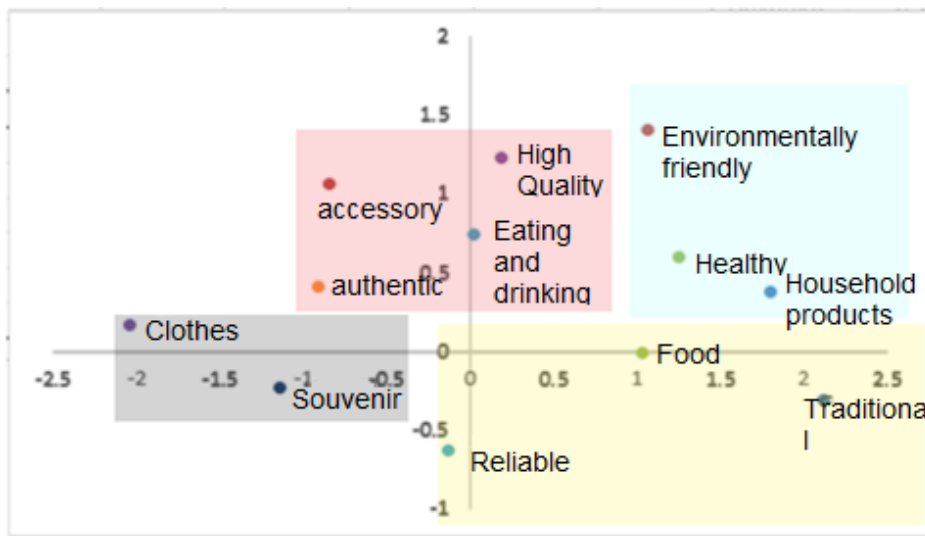 2
1.5
Environmentally
friendly
High
Quality
1
accessory
Eating
and
drinking
0.5
authentic
Healthy
Household
products
Clothes
0
Food
-2.5
-2
-1.5
-1
-0.5
0
0.5
1
1.5
2
2.5
Souvenir
Traditiona
l
-0.5
Reliable
-1